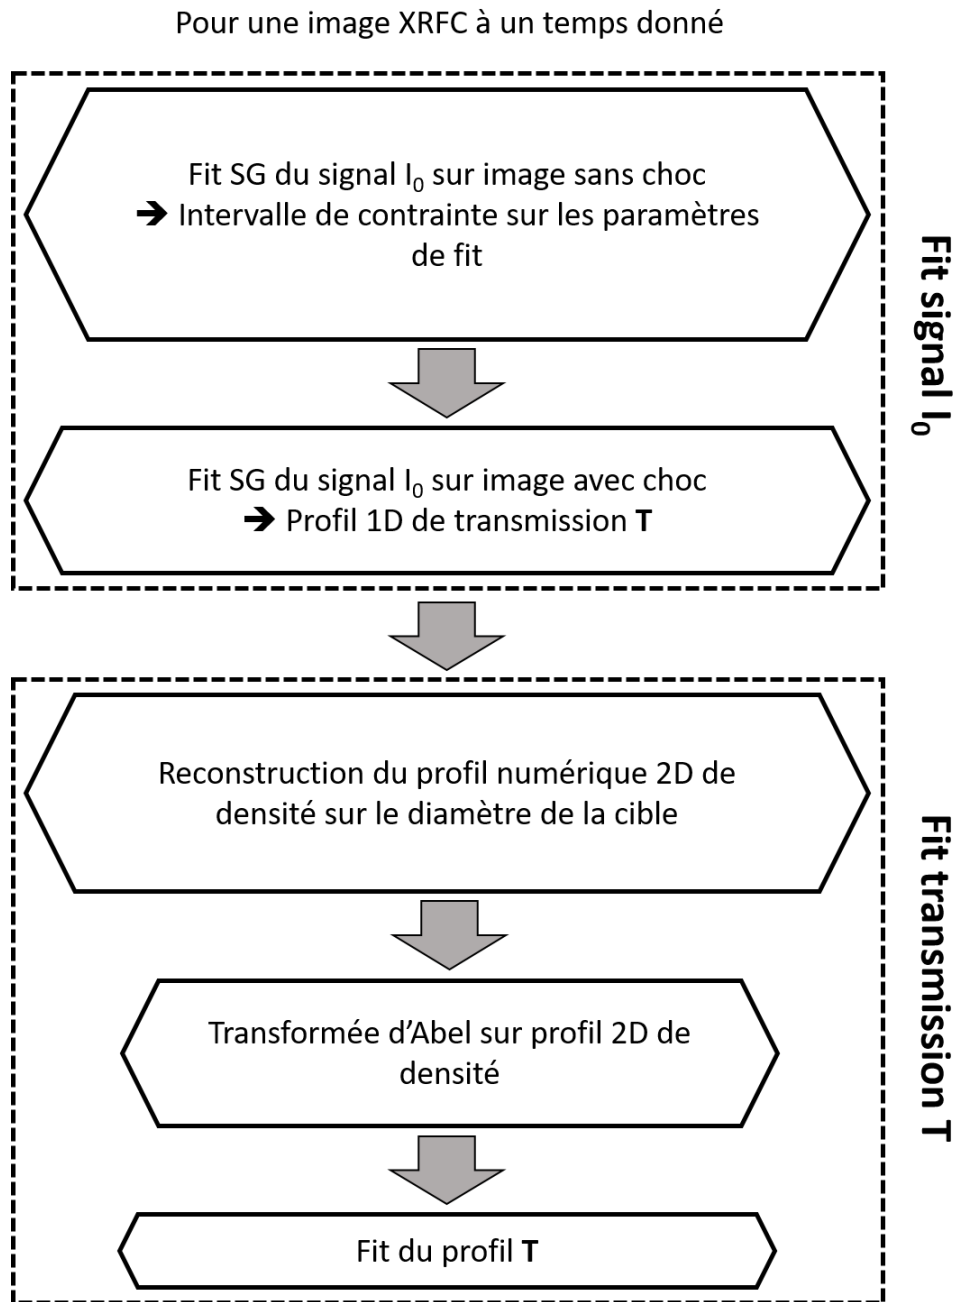 Pour une image XRFC à un temps donné
Fit SG du signal I₀ sur image sans choc
➔ Intervalle de contrainte sur les paramètres
de fit
Fit signal I₀
Fit SG du signal I₀ sur image avec choc
➔ Profil 1D de transmission T
Reconstruction du profil numérique 2D de
densité sur le diamètre de la cible
Fit transmission T
Transformée d’Abel sur profil 2D de
densité
Fit du profil T